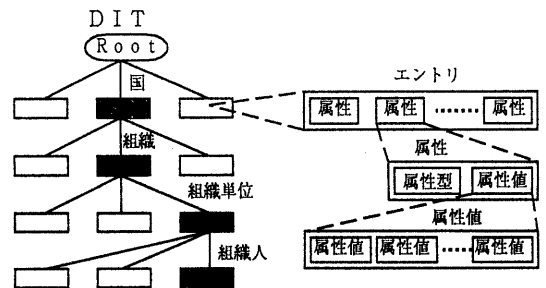 DIT
Root
国
組織
組織単位
組織人
エントリ
属性 属性 ……… 属性
属性
属性型 属性値
属性値
属性値 属性値 ……属性値